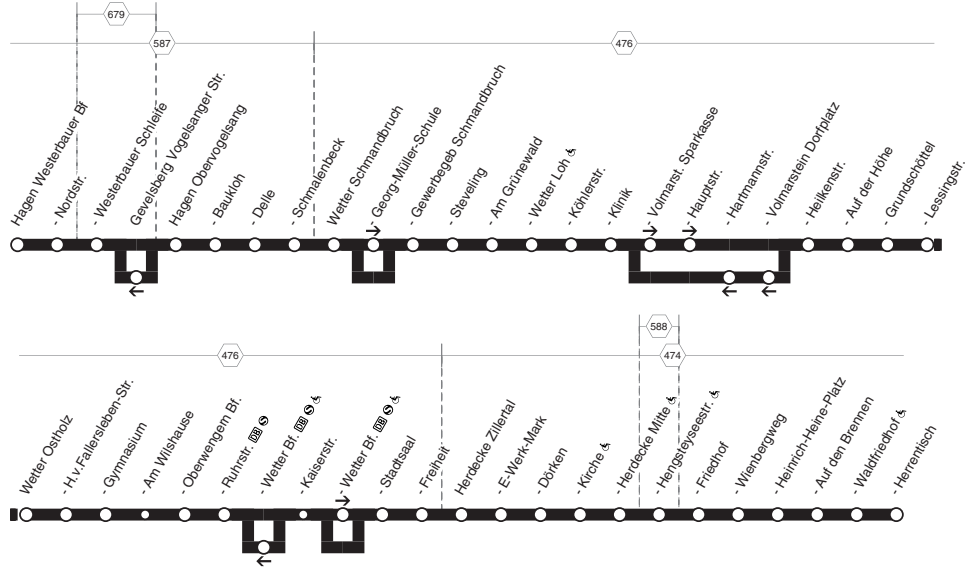 679
587
476
Hagen Westerbauer Bf
- Nordstr.
- Westerbauer Schleife
Gevelsberg Vogelsanger Str.
Hagen Obervogelsang
- Baukloh
- Delle
- Schmalenbeck
Wetter Schmandbruch
- Georg-Müller-Schule
- Gewerbegeb Schmandbruch
- Steveling
- Am Grünewald
- Wetter Loh
- Köhlerstr.
- Klinik
- Volmarst. Sparkasse
- Hauptstr.
- Hartmannstr.
- Volmarstein Dorfplatz
- Heilkenstr.
- Auf der Höhe
- Grundschöttel
- Lessingstr.
588
476
474
Wetter Ostholz
- H.v.Fallersleben-Str.
- Gymnasium
- Am Wilshause
- Oberwengern Bf.
- Ruhrstr. DB S
- Wetter Bf. DB S
- Kaiserstr.
- Wetter Bf. DB S
- Stadtsaal
- Freiheit
Herdecke Zillertal
- E-Werk-Mark
- Dörken
- Kirche
- Herdecke Mitte
- Hengsteyseestr.
- Friedhof
- Wienbergweg
- Heinrich-Heine-Platz
- Auf den Brennen
- Waldfriedhof
- Herrentisch